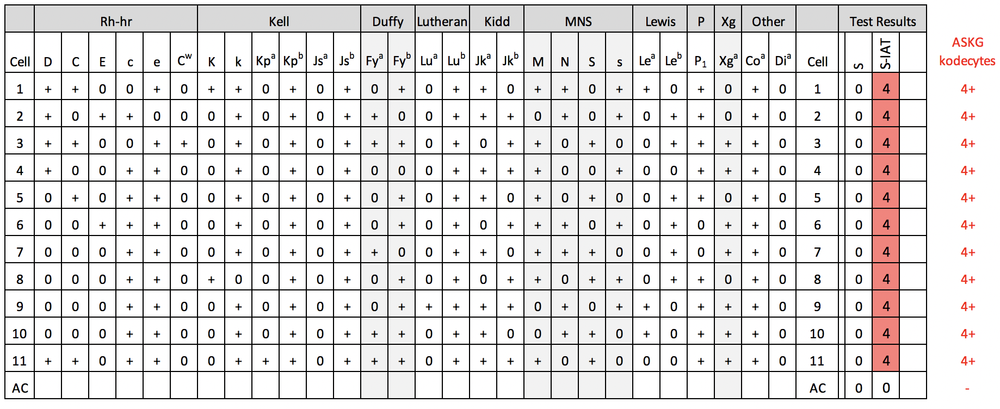 Rh-hr Kell Duffy Lutheran Kidd MNS Lewis P Xg Other Test Results
Cell D C E c e Cʷ K k Kpᵃ Kpᵇ Jsᵃ Jsᵇ Fyᵃ Fyᵇ Luᵃ Luᵇ Jkᵃ Jkᵇ M N S s Leᵃ Leᵇ P₁ Xgᵃ Coᵃ Diᵃ Cell S S-IAT ASKG kodecytes
1 + + 0 0 + 0 + + 0 + 0 + 0 + 0 + + 0 + + 0 + + 0 + 0 + 0 1 0 4 4+
2 + 0 + + 0 0 0 + 0 + 0 + + 0 0 + + + 0 + 0 + 0 + + 0 + 0 2 0 4 4+
3 + + 0 0 + + 0 + 0 + 0 + + + 0 + 0 + + 0 + 0 0 + + + + 0 3 0 4 4+
4 + 0 0 + + 0 0 + 0 + 0 + 0 0 0 + + + + 0 0 + 0 0 + + + 0 4 0 4 4+
5 0 + 0 + + 0 0 + 0 + 0 + 0 + 0 + + 0 + 0 + 0 0 + + 0 + 0 5 0 4 4+
6 0 0 + + + 0 0 + 0 + 0 + 0 + 0 + 0 + + + 0 + 0 + 0 + + 0 6 0 4 4+
7 0 0 0 + + 0 0 + 0 + 0 + + 0 0 + + 0 + + + 0 0 + 0 + + 0 7 0 4 4+
8 0 0 0 + + 0 + 0 0 + 0 + 0 + 0 + 0 + + 0 + + 0 + + 0 + 0 8 0 4 4+
9 0 0 0 + + 0 0 + 0 + 0 + 0 + + + + + 0 + 0 + + 0 + + + 0 9 0 4 4+
10 0 0 0 + + 0 0 + 0 + 0 + + + 0 + + 0 0 + + 0 + 0 + + + 0 10 0 4 4+
11 + + 0 + + 0 0 + + + 0 + + + 0 + + + + 0 + 0 0 0 + + + 0 11 0 4 4+
AC AC 0 0 -